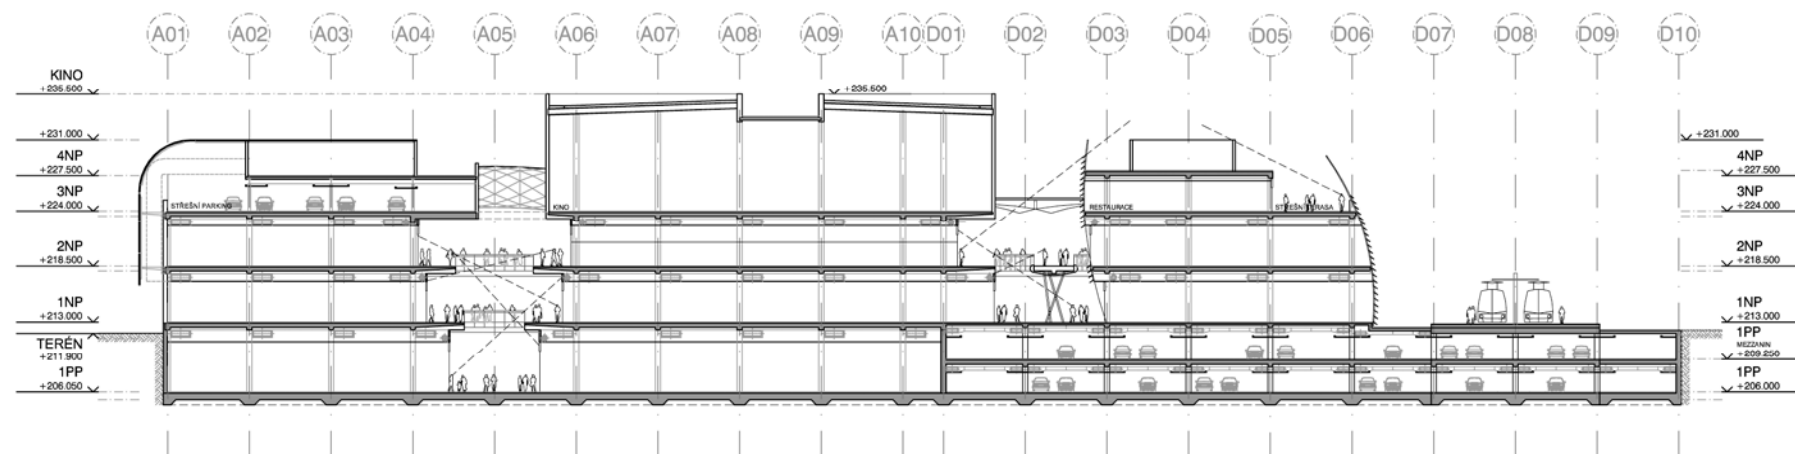 A01 A02 A03 A04 A05 A06 A07 A08 A09 A10 D01 D02 D03 D04 D05 D06 D07 D08 D09 D10
KINO
+235.500
+235.500
+231.000
+231.000
4NP
+227.500
4NP
+227.500
3NP
+224.000
STŘEŠNÍ PARKING
KINO
RESTAURACE
STŘEŠNÍ TERASA
3NP
+224.000
2NP
+218.500
2NP
+218.500
1NP
+213.000
1NP
+213.000
TERÉN
+211.900
1PP
MEZZANIN
+209.250
1PP
+206.050
1PP
+206.000